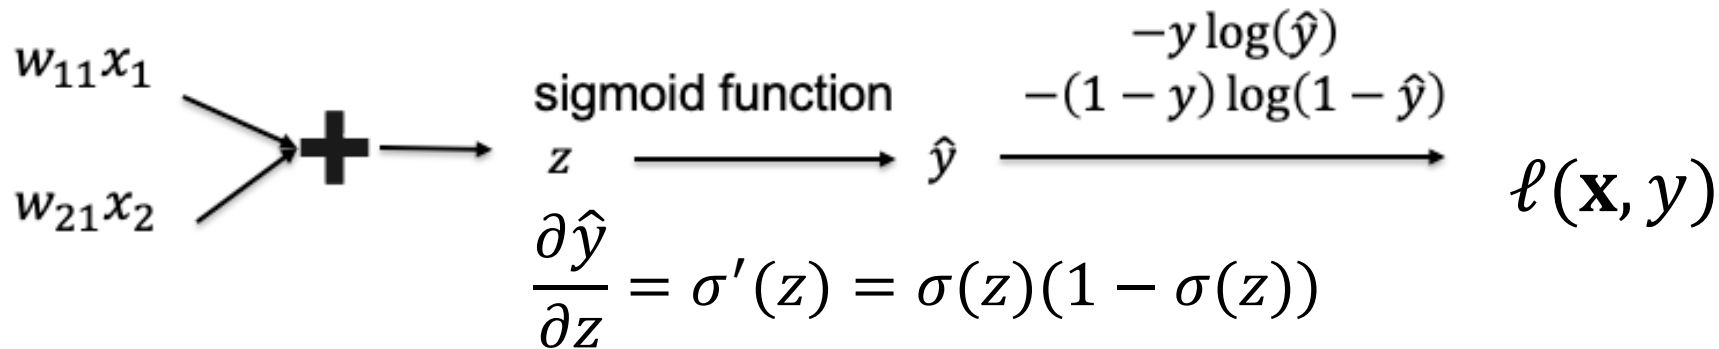 w₁₁x₁
w₂₁x₂
sigmoid function
z
ŷ
−y log(ŷ)
−(1 − y) log(1 − ŷ)
ℓ(𝐱, y)
∂ŷ/∂z = σ′(z) = σ(z)(1 − σ(z))